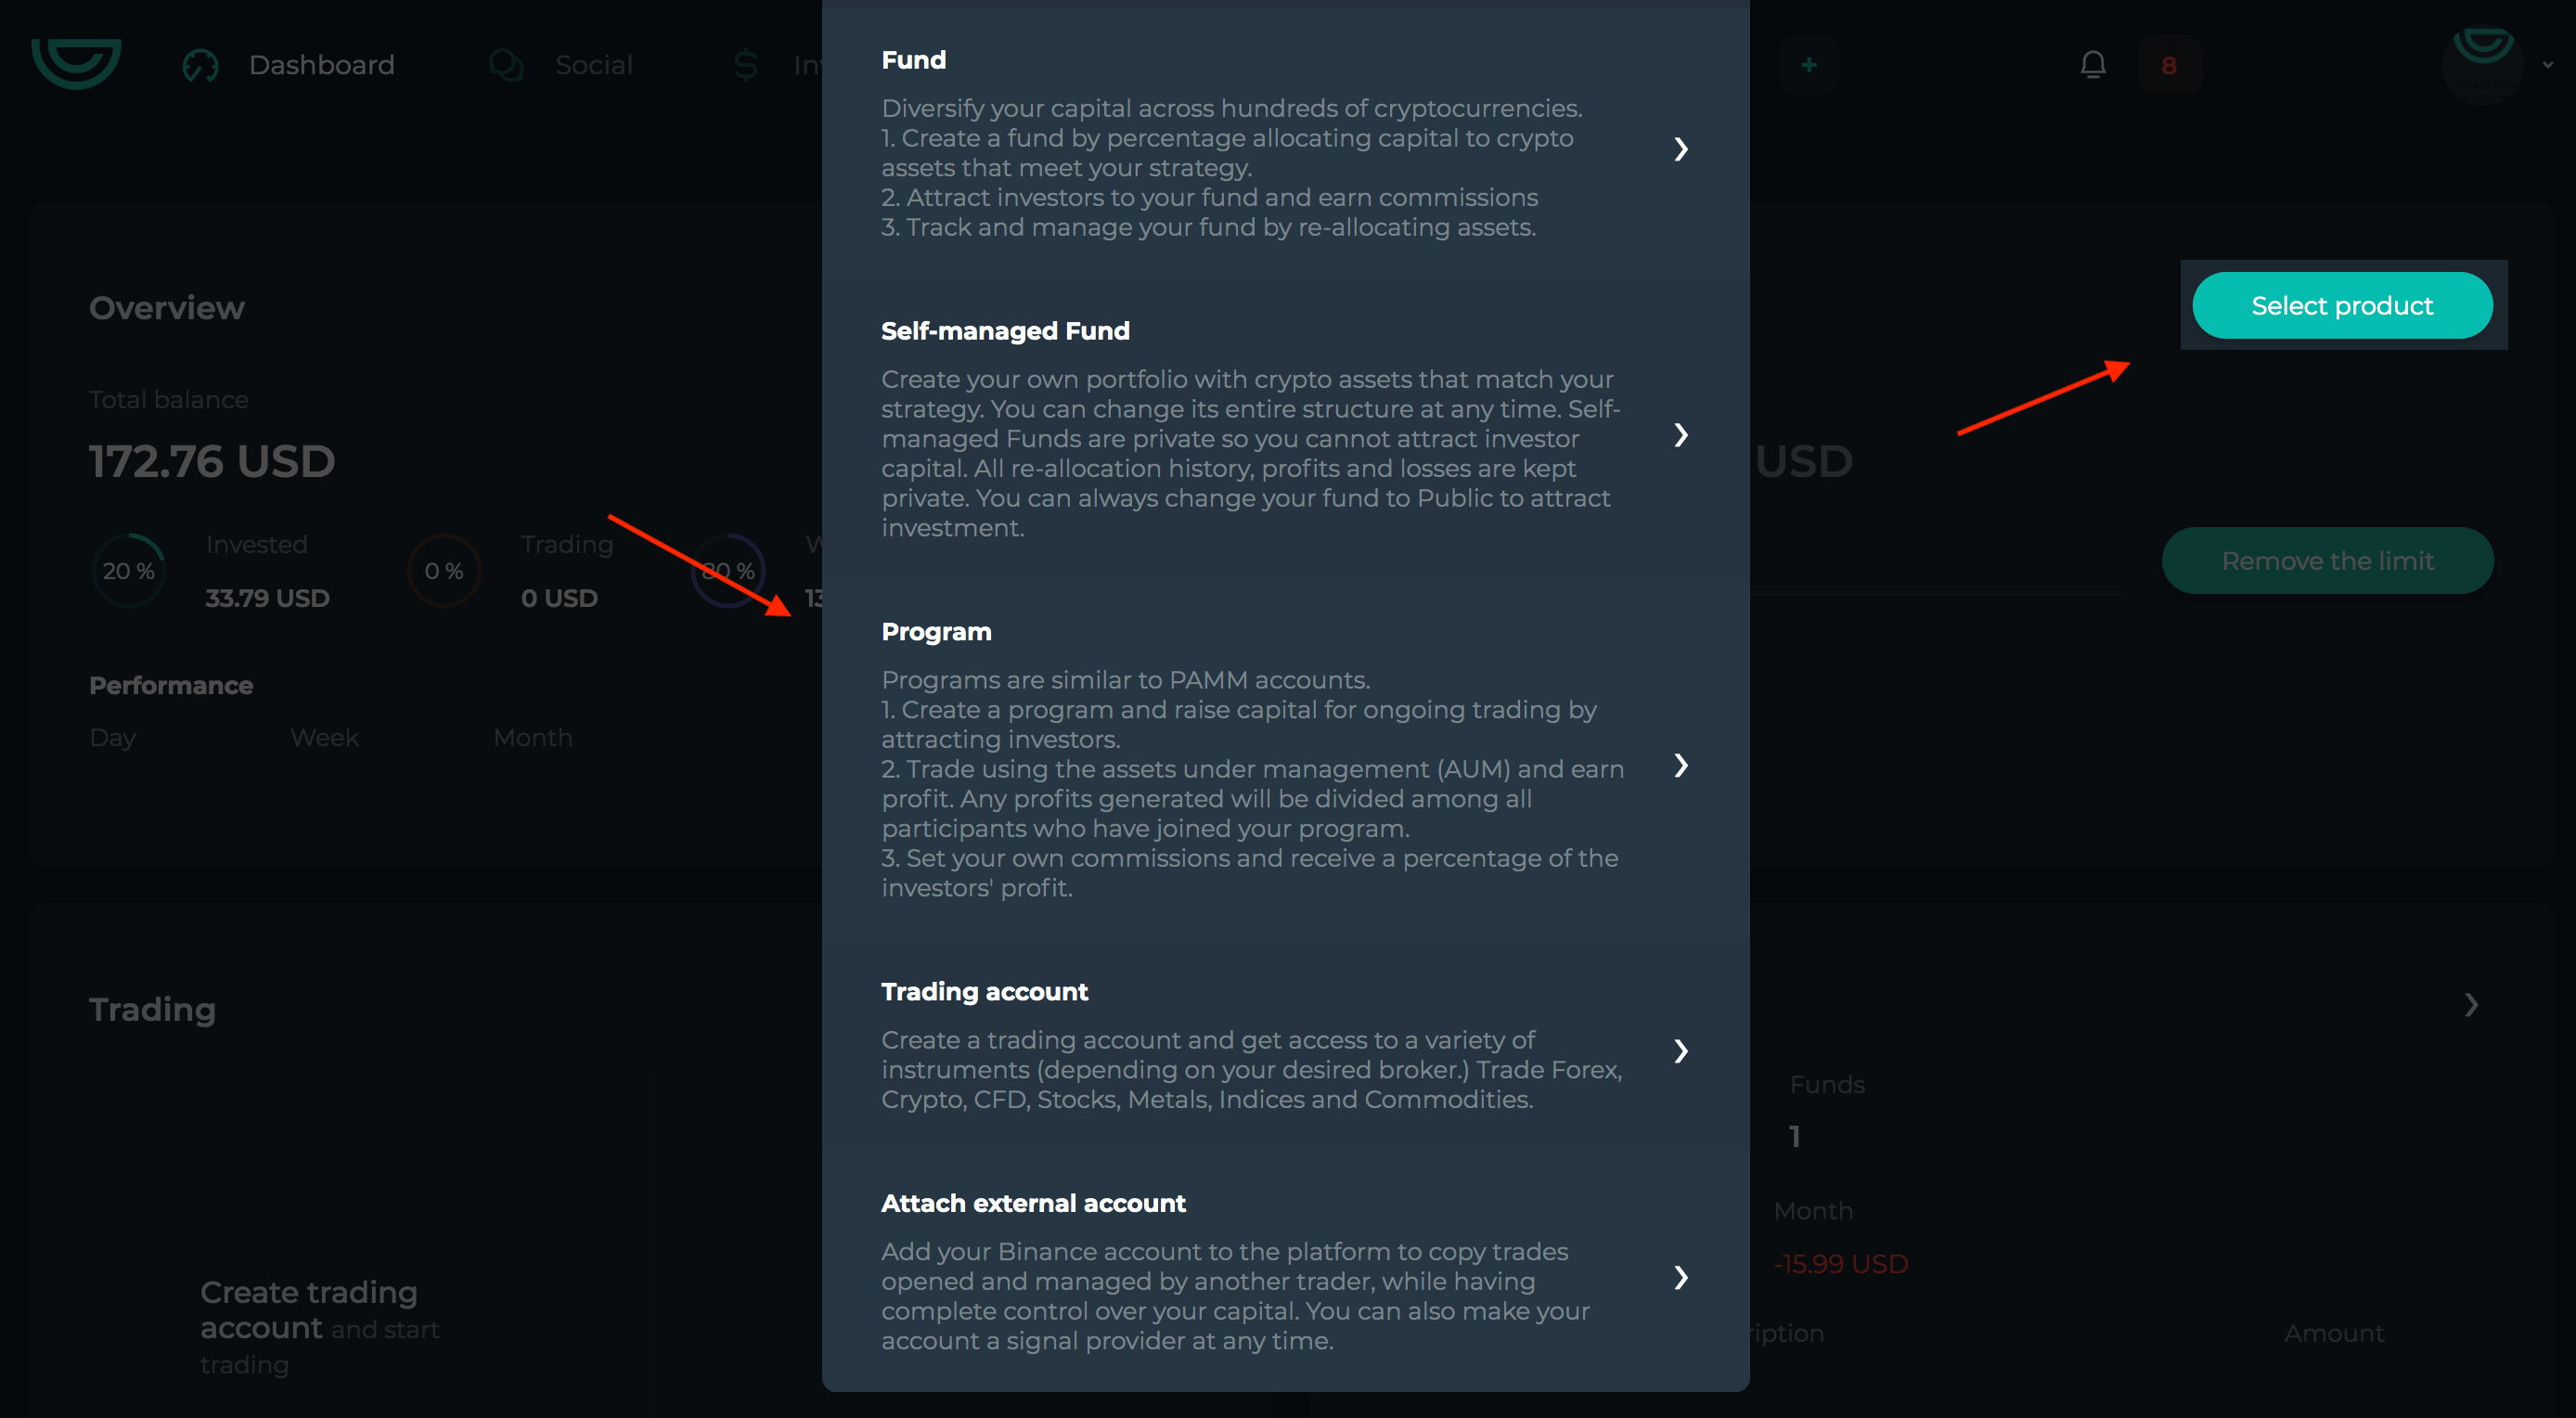 Dashboard
Social
8
Fund
Diversify your capital across hundreds of cryptocurrencies.
1. Create a fund by percentage allocating capital to crypto
assets that meet your strategy.
2. Attract investors to your fund and earn commissions
3. Track and manage your fund by re-allocating assets.
Self-managed Fund
Create your own portfolio with crypto assets that match your
strategy. You can change its entire structure at any time. Self-
managed Funds are private so you cannot attract investor
capital. All re-allocation history, profits and losses are kept
private. You can always change your fund to Public to attract
investment.
Program
Programs are similar to PAMM accounts.
1. Create a program and raise capital for ongoing trading by
attracting investors.
2. Trade using the assets under management (AUM) and earn
profit. Any profits generated will be divided among all
participants who have joined your program.
3. Set your own commissions and receive a percentage of the
investors' profit.
Trading account
Create a trading account and get access to a variety of
instruments (depending on your desired broker.) Trade Forex,
Crypto, CFD, Stocks, Metals, Indices and Commodities.
Attach external account
Add your Binance account to the platform to copy trades
opened and managed by another trader, while having
complete control over your capital. You can also make your
account a signal provider at any time.
Overview
Total balance
172.76 USD
20 %
Invested
33.79 USD
0 %
Trading
0 USD
80 %
Performance
Day
Week
Month
Select product
USD
Remove the limit
Trading
Create trading
account and start
trading
Funds
1
Month
-15.99 USD
Amount